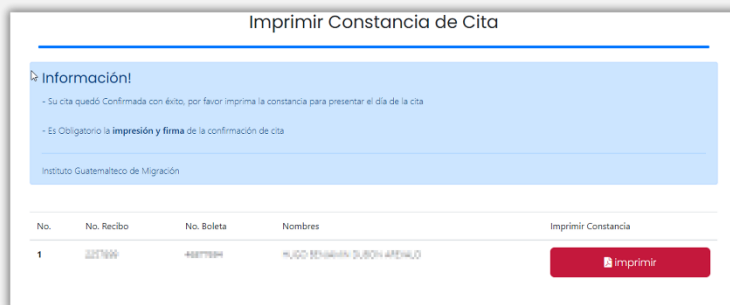 Imprimir Constancia de Cita
Información!
- Su cita quedó Confirmada con éxito, por favor imprima la constancia para presentar el día de la cita
- Es Obligatorio la impresión y firma de la confirmación de cita
Instituto Guatemalteco de Migración
No. No. Recibo No. Boleta Nombres Imprimir Constancia
1 imprimir